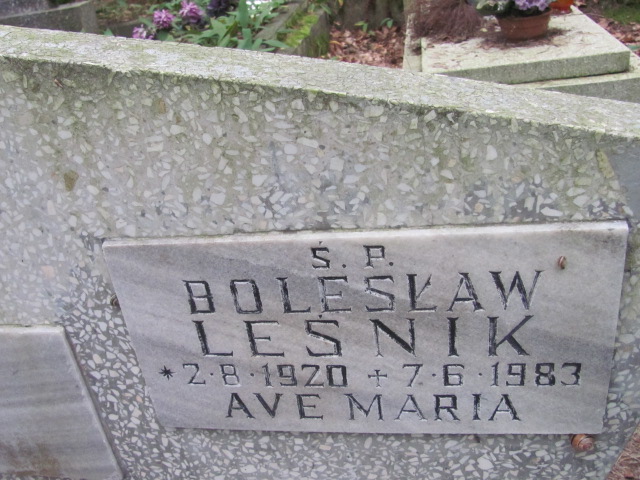 Ś. P.
BOLESŁAW
LEŚNIK
*2·8·1920 +7·6·1983
AVE MARIA